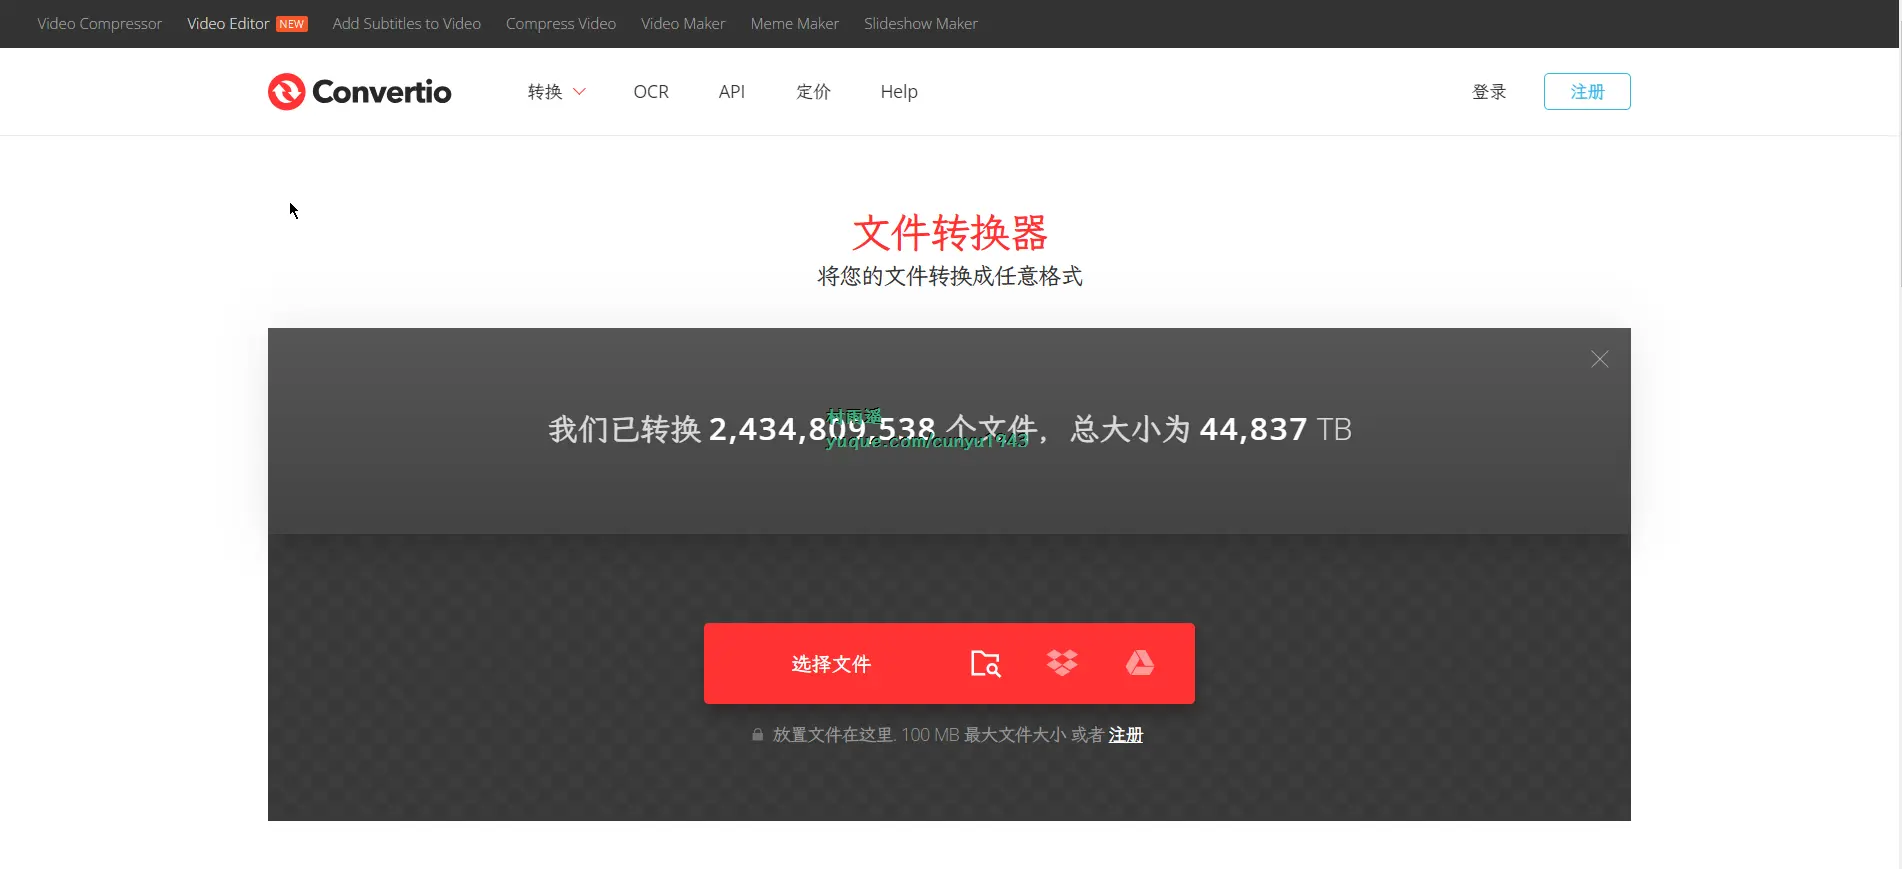 Video Compressor Video Editor NEW Add Subtitles to Video Compress Video Video Maker Meme Maker Slideshow Maker
Convertio 转换 OCR API 定价 Help 登录 注册
文件转换器
将您的文件转换成任意格式
村雨遥
我们已转换 2,434,809,538 个文件，总大小为 44,837 TB
yuque.com/cunyu1943
选择文件
放置文件在这里. 100 MB 最大文件大小 或者 注册